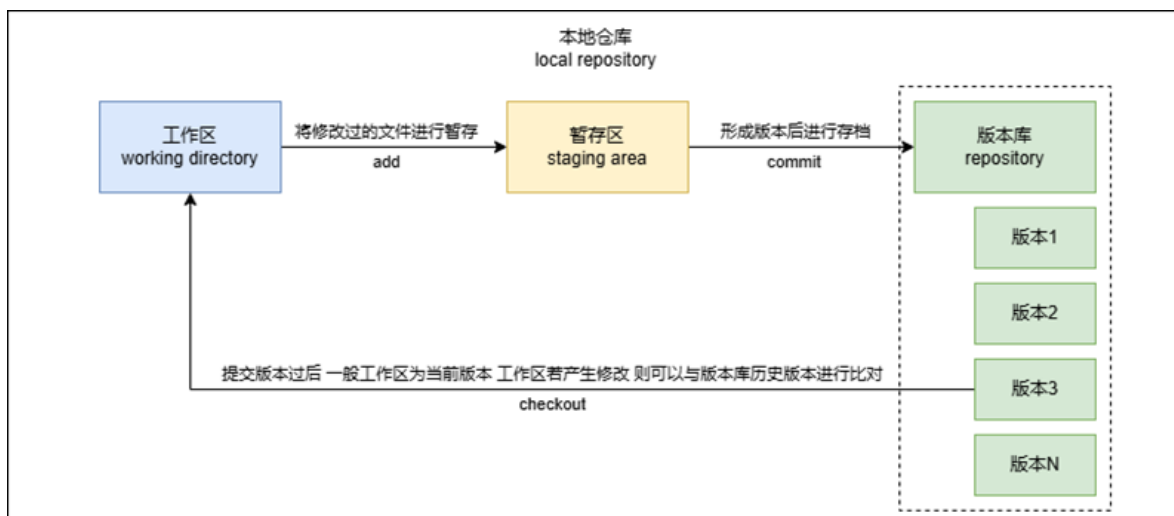 本地仓库
local repository
工作区
working directory
将修改过的文件进行暂存
add
暂存区
staging area
形成版本后进行存档
commit
版本库
repository
版本1
版本2
提交版本过后 一般工作区为当前版本 工作区若产生修改 则可以与版本库历史版本进行比对
checkout
版本3
版本N